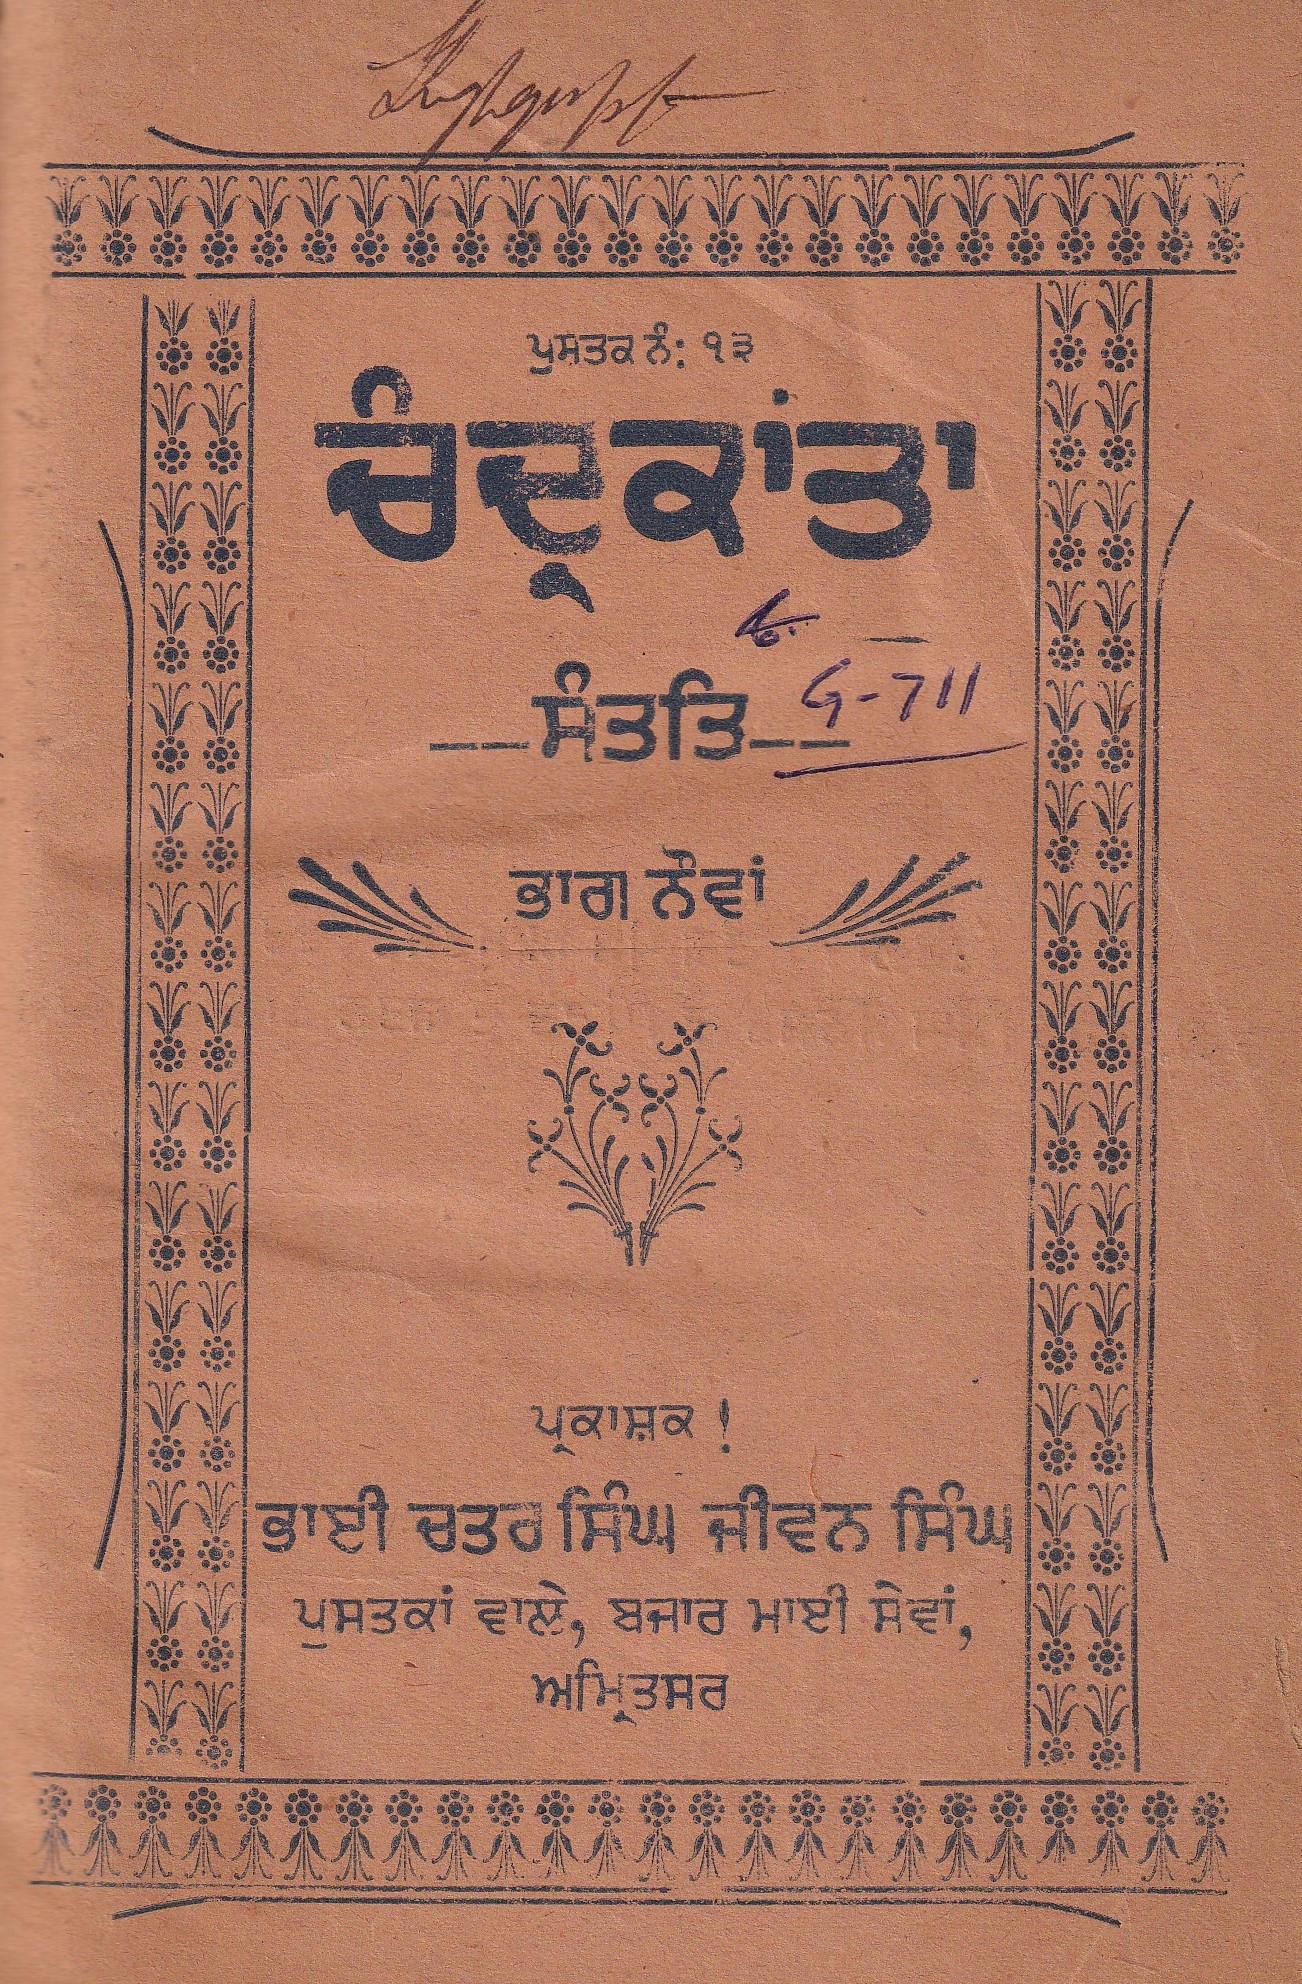 ਪੁਸਤਕ ਨੰ: ੧੩
ਚੰਦ੍ਰਕਾਂਤਾ
G-711
ਸੰਤਤਿ
ਭਾਗ ਨੌਵਾਂ
ਪ੍ਰਕਾਸ਼ਕ !
ਭਾਈ ਚਤਰ ਸਿੰਘ ਜੀਵਨ ਸਿੰਘ
ਪੁਸਤਕਾਂ ਵਾਲੇ, ਬਜਾਰ ਮਾਈ ਸੇਵਾਂ,
ਅਮ੍ਰਿਤਸਰ